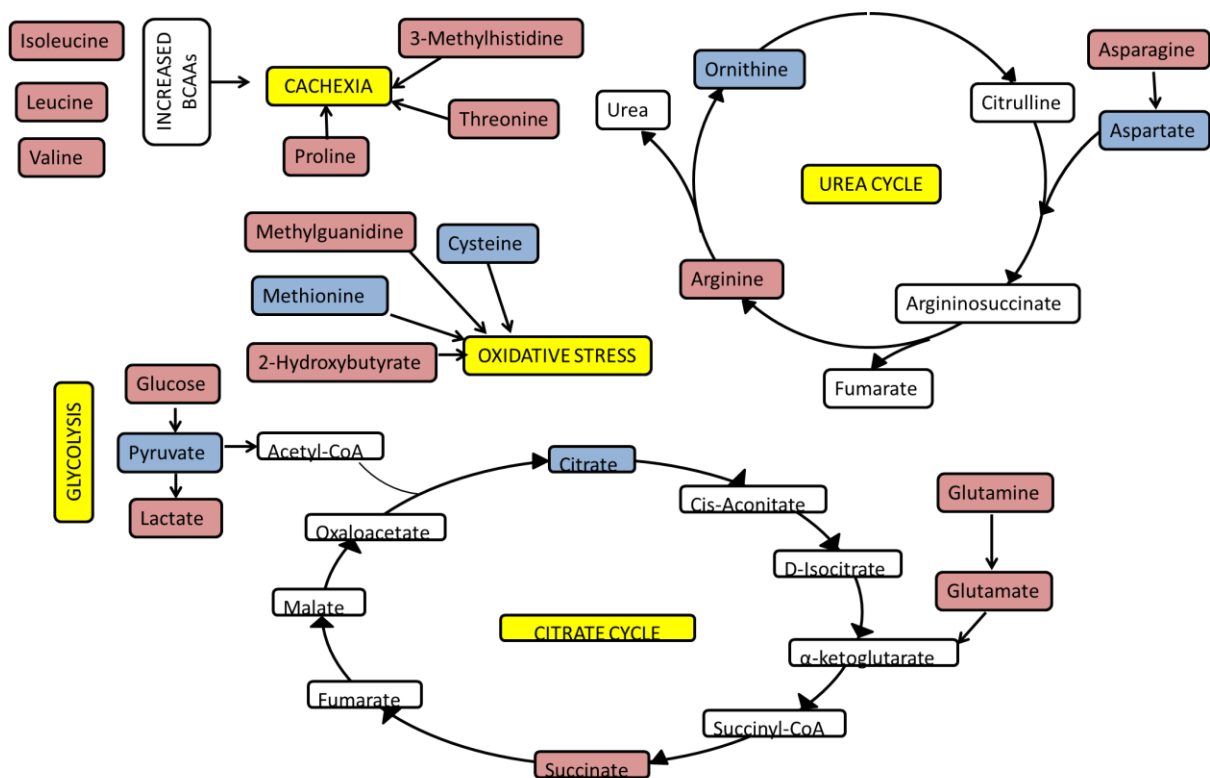 Isoleucine
Leucine
Valine
INCREASED
BCAAs
CACHEXIA
3-Methylhistidine
Threonine
Proline
Ornithine
Citrulline
Asparagine
Aspartate
Urea
UREA CYCLE
Arginine
Argininosuccinate
Fumarate
Methylguanidine
Cysteine
Methionine
2-Hydroxybutyrate
OXIDATIVE STRESS
GLYCOLYSIS
Glucose
Pyruvate
Lactate
Acetyl-CoA
Citrate
Cis-Aconitate
D-Isocitrate
Glutamine
Glutamate
α-ketoglutarate
Succinyl-CoA
Succinate
Fumarate
Malate
Oxaloacetate
CITRATE CYCLE